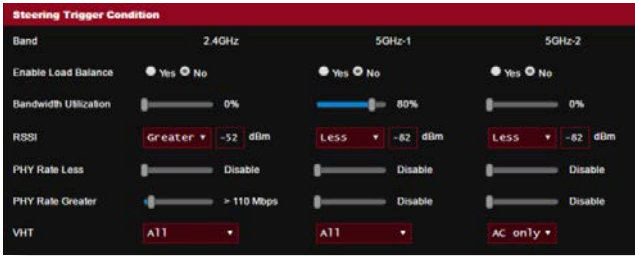 Steering Trigger Condition
Band 2.4GHz 5GHz-1 5GHz-2
Enable Load Balance Yes No Yes No Yes No
Bandwidth Utilization 0% 80% 0%
RSSI Greater -52 dBm Less -82 dBm Less -82 dBm
PHY Rate Less Disable Disable Disable
PHY Rate Greater > 110 Mbps Disable Disable
VHT All All AC only